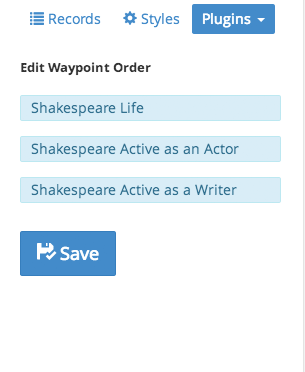 Records Styles Plugins
Edit Waypoint Order
Shakespeare Life
Shakespeare Active as an Actor
Shakespeare Active as a Writer
Save